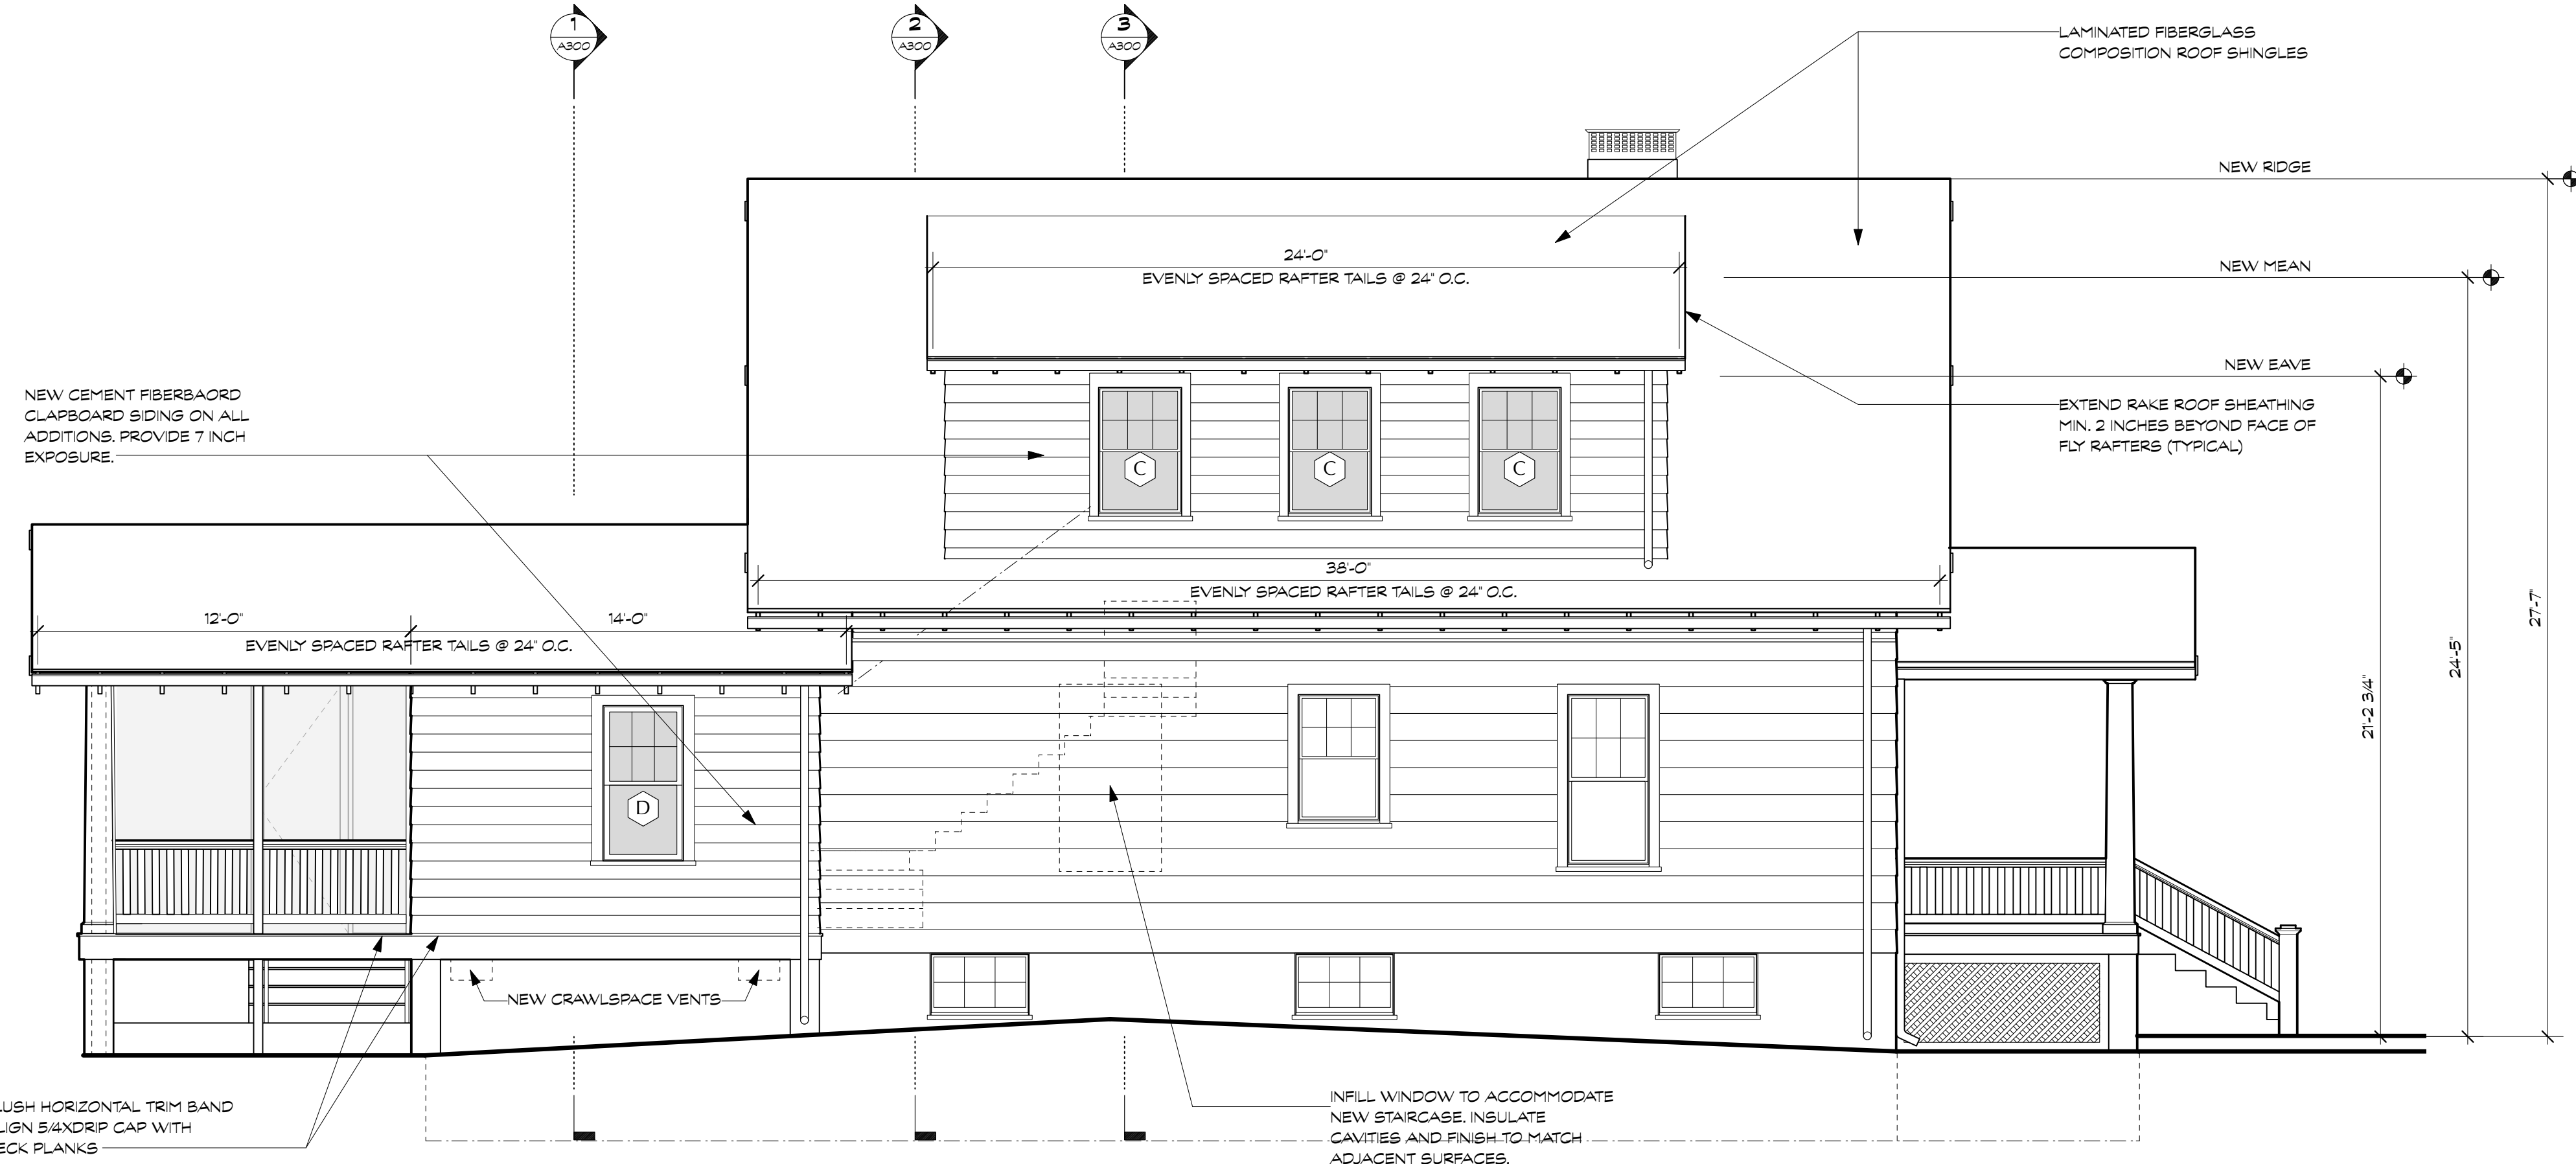 1
A300
2
A300
3
A300
LAMINATED FIBERGLASS
COMPOSITION ROOF SHINGLES
NEW RIDGE
NEW MEAN
NEW EAVE
24'-0"
EVENLY SPACED RAFTER TAILS @ 24" O.C.
NEW CEMENT FIBERBAORD
CLAPBOARD SIDING ON ALL
ADDITIONS. PROVIDE 7 INCH
EXPOSURE.
EXTEND RAKE ROOF SHEATHING
MIN. 2 INCHES BEYOND FACE OF
FLY RAFTERS (TYPICAL)
C
C
C
38'-0"
EVENLY SPACED RAFTER TAILS @ 24" O.C.
12'-0"
14'-0"
EVENLY SPACED RAFTER TAILS @ 24" O.C.
27'-7"
24'-5"
21'-2 3/4"
D
NEW CRAWLSPACE VENTS
LUSH HORIZONTAL TRIM BAND
LIGN 5/4XDRIP CAP WITH
ECK PLANKS
INFILL WINDOW TO ACCOMMODATE
NEW STAIRCASE. INSULATE
CAVITIES AND FINISH TO MATCH
ADJACENT SURFACES.